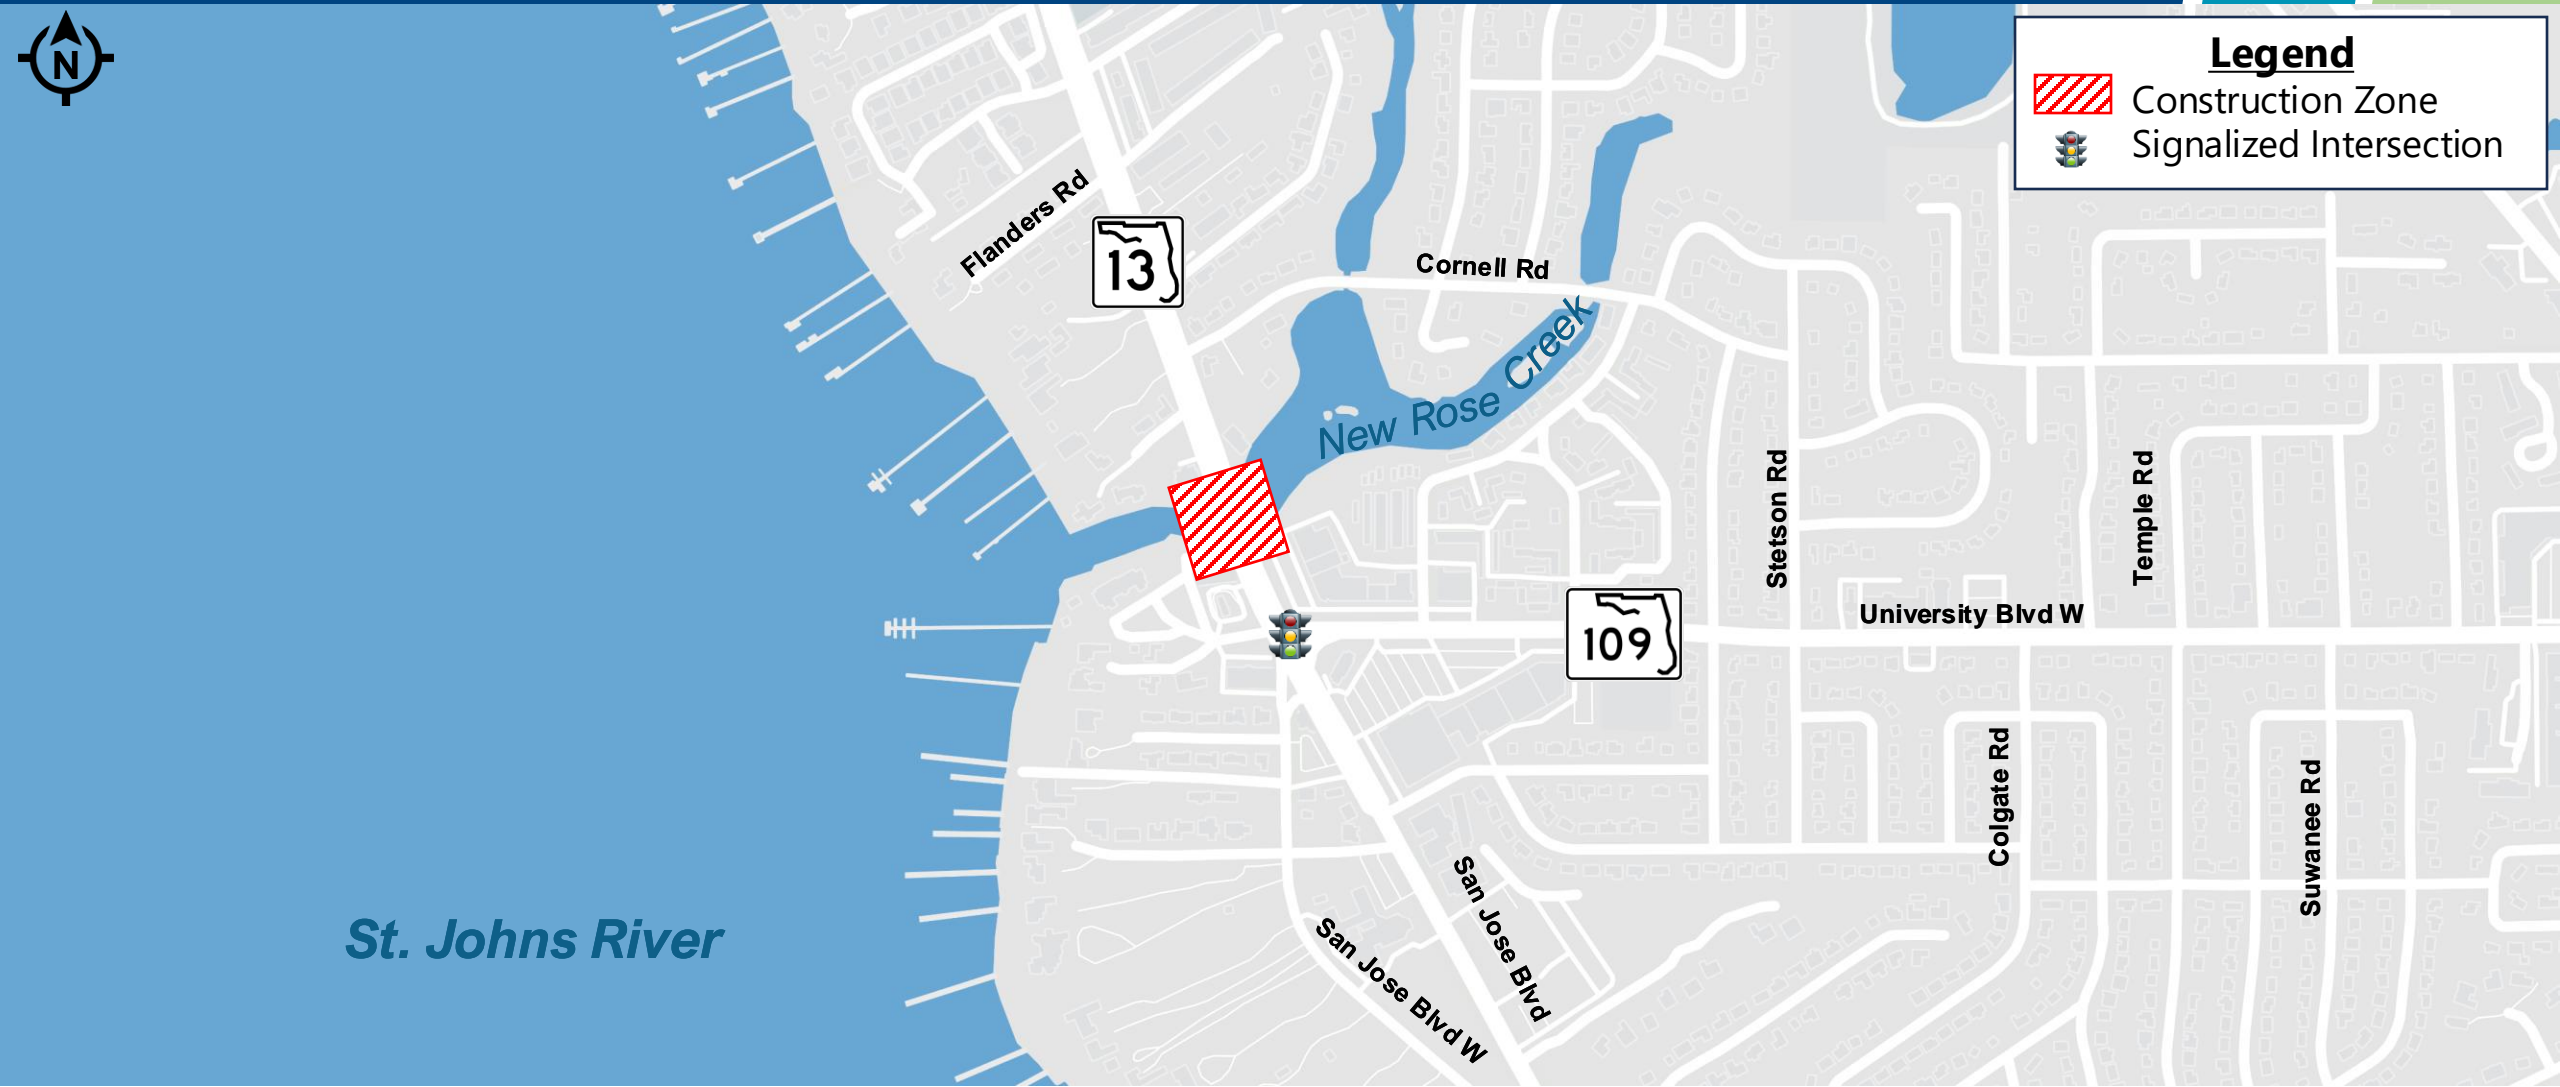 N
Legend
Construction Zone
Signalized Intersection
Flanders Rd
13
Cornell Rd
New Rose Creek
Stetson Rd
Temple Rd
University Blvd W
109
Colgate Rd
Suwanee Rd
San Jose Blvd
San Jose Blvd W
St. Johns River